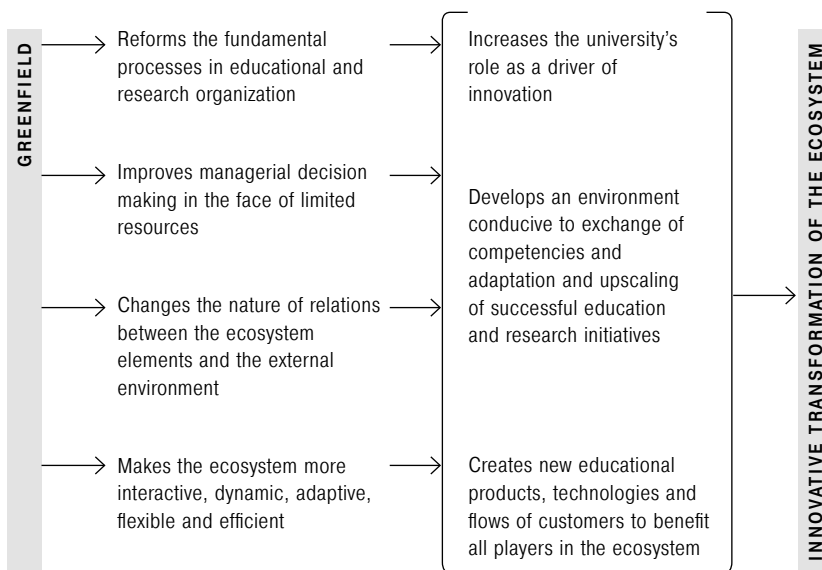 GREENFIELD
Reforms the fundamental
processes in educational and
research organization
Improves managerial decision
making in the face of limited
resources
Changes the nature of relations
between the ecosystem
elements and the external
environment
Makes the ecosystem more
interactive, dynamic, adaptive,
flexible and efficient
Increases the university’s
role as a driver of
innovation
Develops an environment
conducive to exchange of
competencies and
adaptation and upscaling
of successful education
and research initiatives
Creates new educational
products, technologies and
flows of customers to benefit
all players in the ecosystem
INNOVATIVE TRANSFORMATION OF THE ECOSYSTEM